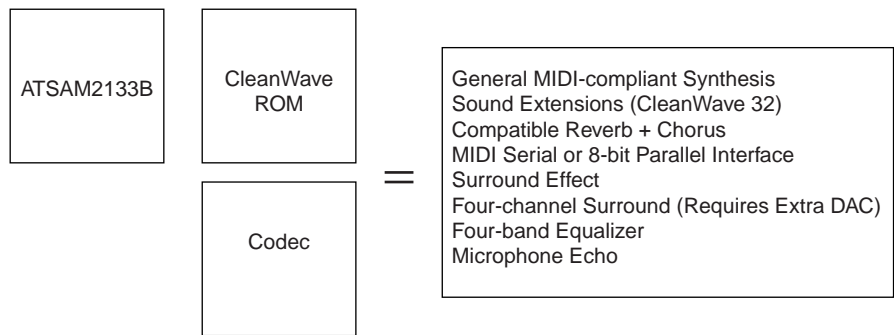 ATSAM2133B
CleanWave
ROM
Codec
=
General MIDI-compliant Synthesis
Sound Extensions (CleanWave 32)
Compatible Reverb + Chorus
MIDI Serial or 8-bit Parallel Interface
Surround Effect
Four-channel Surround (Requires Extra DAC)
Four-band Equalizer
Microphone Echo